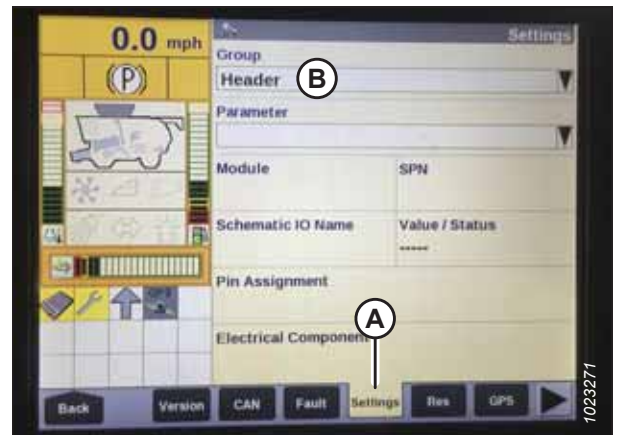 0.0 mph
Settings
Group
(P)
Header
B
Parameter
Module
SPN
Schematic IO Name
Value / Status
-----
Pin Assignment
A
Electrical Component
Back
Version
CAN
Fault
Settings
Res
GPS
1023271